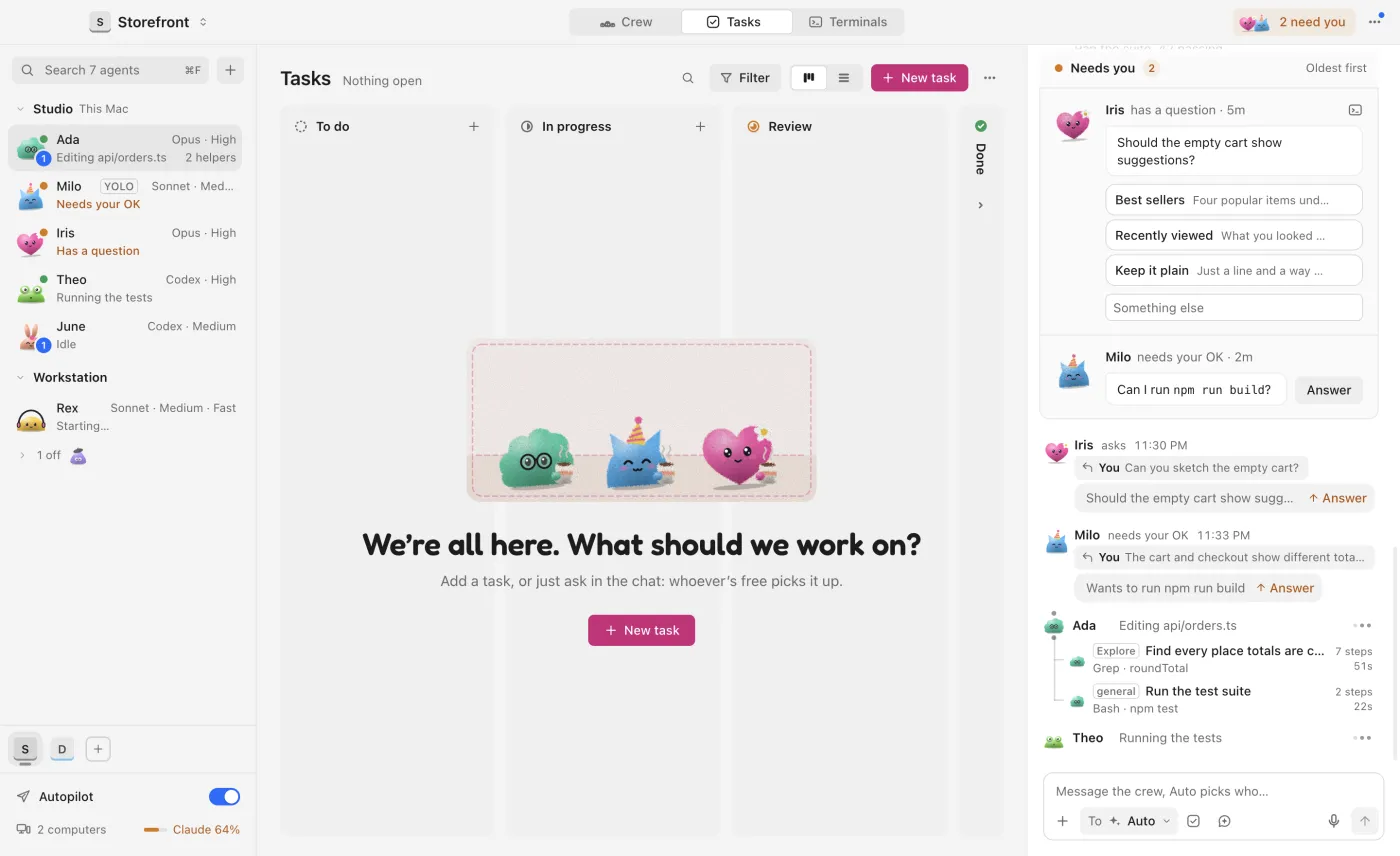 S Storefront
Crew Tasks Terminals
2 need you
Search 7 agents ⌘F
Studio This Mac
Ada Opus · High
1 Editing api/orders.ts 2 helpers
Milo YOLO Sonnet · Med...
Needs your OK
Iris Opus · High
Has a question
Theo Codex · High
Running the tests
June Codex · Medium
1 Idle
Workstation
Rex Sonnet · Medium · Fast
Starting...
1 off
S D
Autopilot
2 computers Claude 64%
Tasks Nothing open
Filter
New task
To do
In progress
Review
Done
We're all here. What should we work on?
Add a task, or just ask in the chat: whoever's free picks it up.
New task
Needs you 2 Oldest first
Iris has a question · 5m
Should the empty cart show
suggestions?
Best sellers Four popular items und...
Recently viewed What you looked ...
Keep it plain Just a line and a way ...
Something else
Milo needs your OK · 2m
Can I run npm run build? Answer
Iris asks 11:30 PM
You Can you sketch the empty cart?
Should the empty cart show sugg... Answer
Milo needs your OK 11:33 PM
You The cart and checkout show different tota...
Wants to run npm run build Answer
Ada Editing api/orders.ts
Explore Find every place totals are c... 7 steps
Grep · roundTotal 51s
general Run the test suite 2 steps
Bash · npm test 22s
Theo Running the tests
Message the crew, Auto picks who...
To Auto